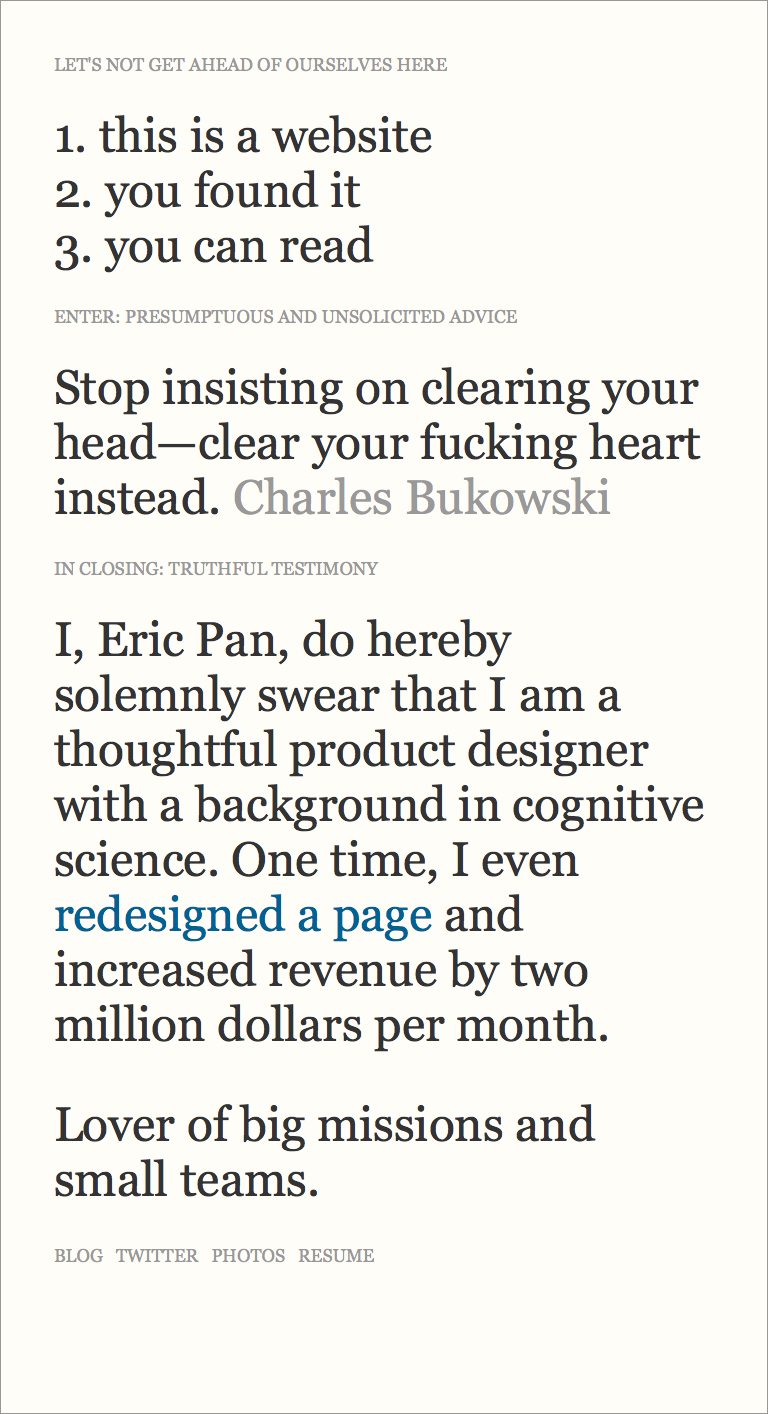 LET'S NOT GET AHEAD OF OURSELVES HERE
1. this is a website
2. you found it
3. you can read
ENTER: PRESUMPTUOUS AND UNSOLICITED ADVICE
Stop insisting on clearing your
head—clear your fucking heart
instead. Charles Bukowski
IN CLOSING: TRUTHFUL TESTIMONY
I, Eric Pan, do hereby
solemnly swear that I am a
thoughtful product designer
with a background in cognitive
science. One time, I even
redesigned a page and
increased revenue by two
million dollars per month.
Lover of big missions and
small teams.
BLOG TWITTER PHOTOS RESUME